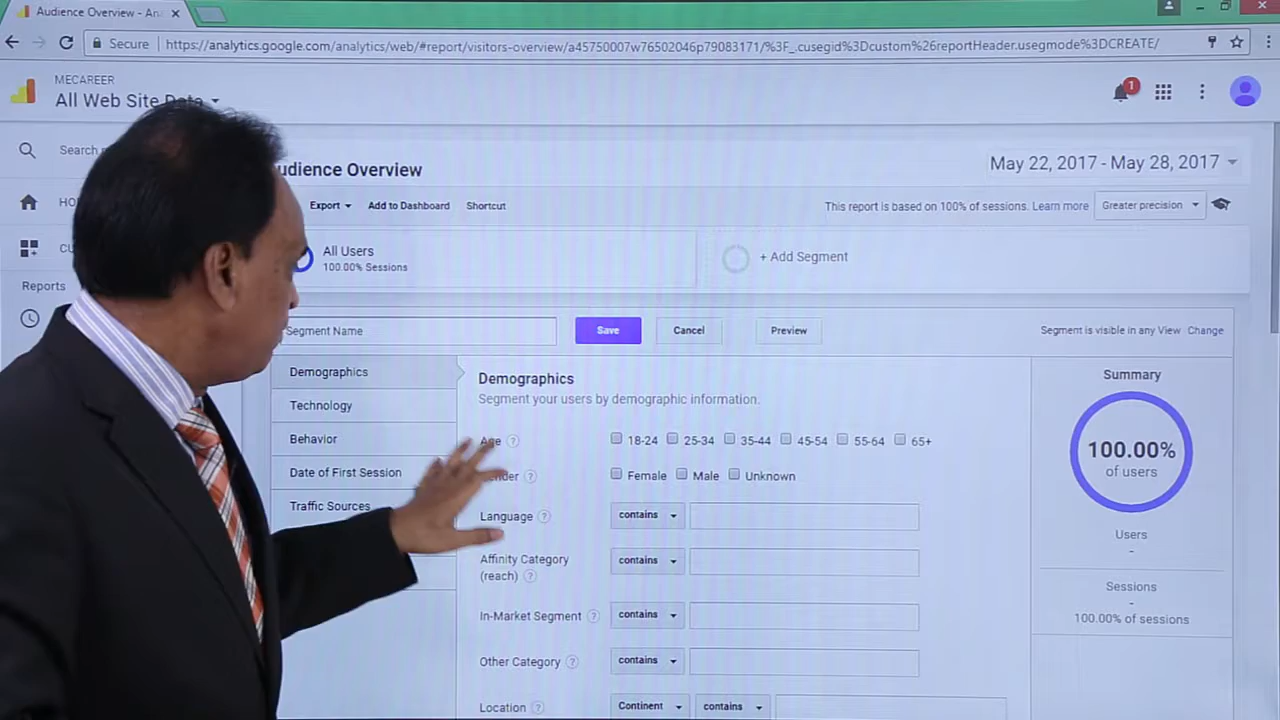 Audience Overview - Ana
Secure https://analytics.google.com/analytics/web/#report/visitors-overview/a45750007w76502046p79083171/%3F_.cusegid%3Dcustom%26reportHeader.usegmode%3DCREATE/
MECAREER
All Web Site Data
1
Search
udience Overview
May 22, 2017 - May 28, 2017
HO
Export Add to Dashboard Shortcut
This report is based on 100% of sessions. Learn more Greater precision
CU
All Users
100.00% Sessions
+ Add Segment
Reports
Segment Name Save Cancel Preview Segment is visible in any View Change
Demographics
Technology
Behavior
Date of First Session
Traffic Sources
Demographics
Segment your users by demographic information.
Age ? 18-24 25-34 35-44 45-54 55-64 65+
ender ? Female Male Unknown
Language ? contains
Affinity Category
(reach) ? contains
In-Market Segment ? contains
Other Category ? contains
Location ? Continent contains
Summary
100.00%
of users
Users
-
Sessions
-
100.00% of sessions